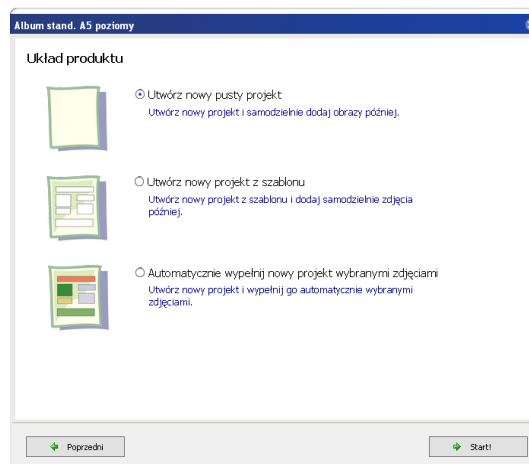 Album stand. A5 poziomy
Układ produktu
Utwórz nowy pusty projekt
Utwórz nowy projekt i samodzielnie dodaj obrazy później.
Utwórz nowy projekt z szablonu
Utwórz nowy projekt z szablonu i dodaj samodzielnie zdjęcia
później.
Automatycznie wypełnij nowy projekt wybranymi zdjęciami
Utwórz nowy projekt i wypełnij go automatycznie wybranymi
zdjęciami.
Poprzedni
Start!